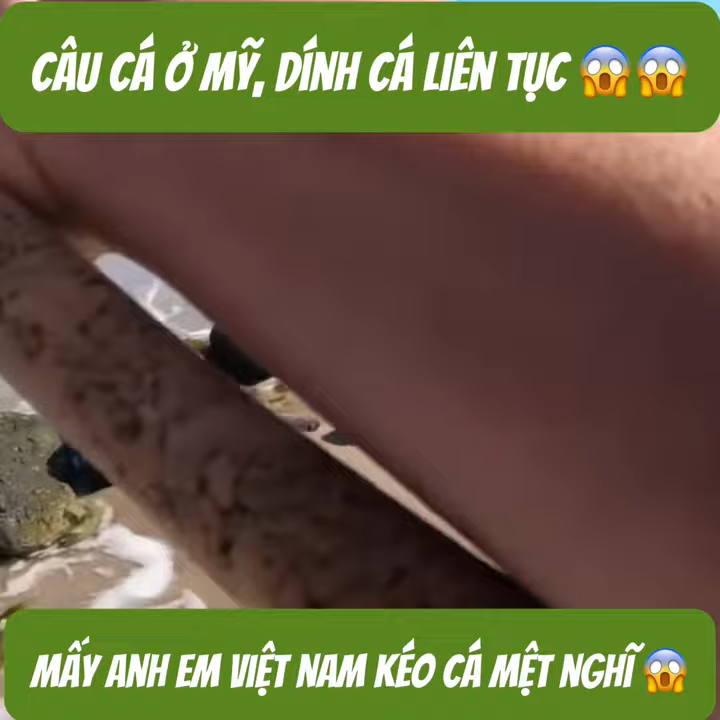 CÂU CÁ Ở MỸ, DÍNH CÁ LIÊN TỤC 😱😱
MẤY ANH EM VIỆT NAM KÉO CÁ MỆT NGHĨ 😱